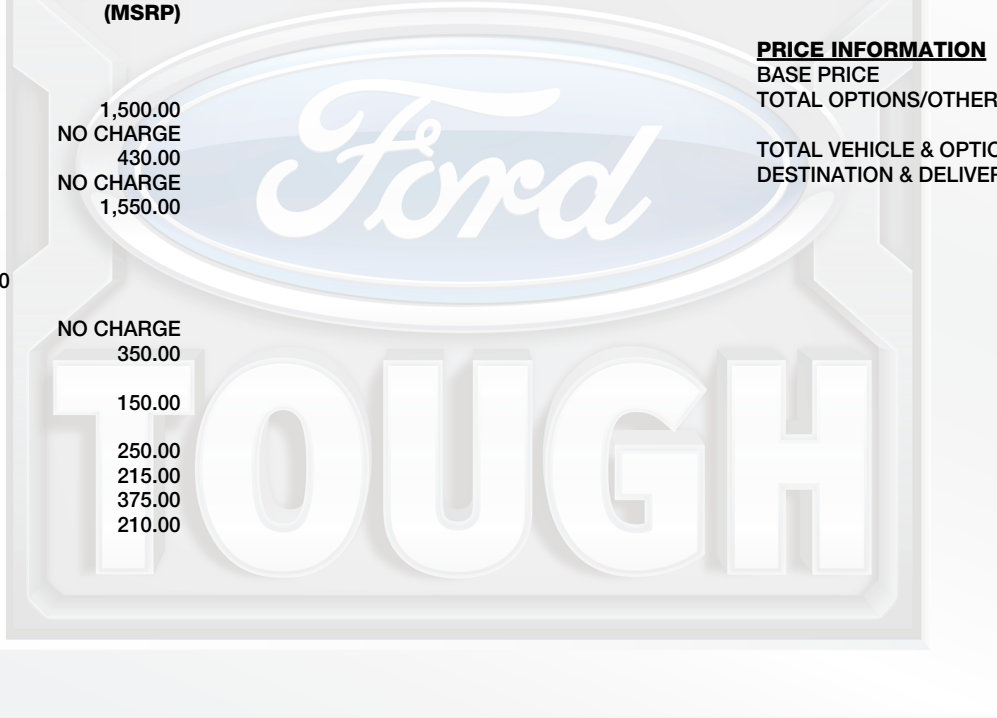 (MSRP)
1,500.00
NO CHARGE
430.00
NO CHARGE
1,550.00
0
NO CHARGE
350.00
150.00
250.00
215.00
375.00
210.00
PRICE INFORMATION
BASE PRICE
TOTAL OPTIONS/OTHER
TOTAL VEHICLE & OPTIO
DESTINATION & DELIVER
Ford
TOUGH